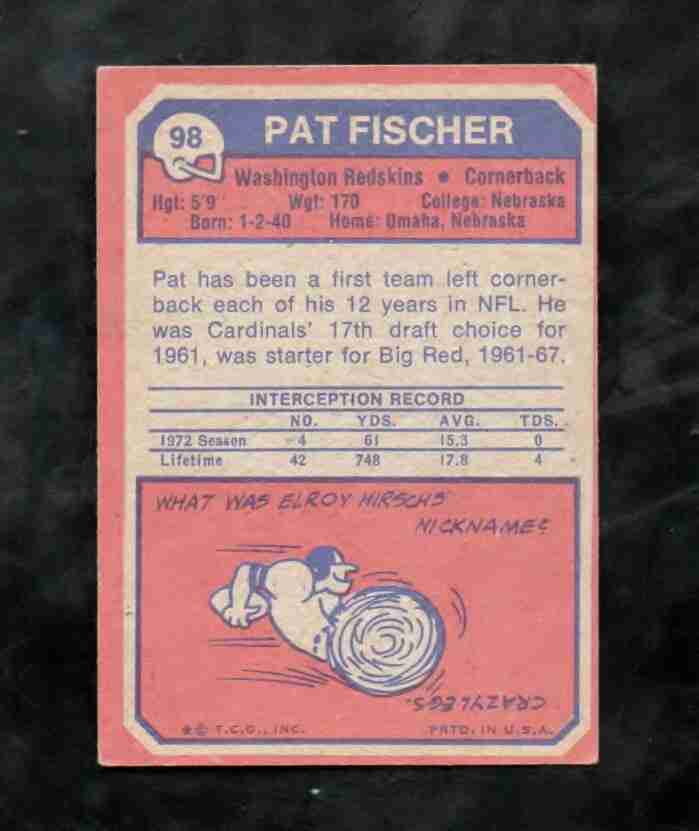 98
PAT FISCHER
Washington Redskins • Cornerback
Hgt: 5'9 Wgt: 170 College: Nebraska
Born: 1-2-40 Home: Omaha, Nebraska
Pat has been a first team left corner-
back each of his 12 years in NFL. He
was Cardinals' 17th draft choice for
1961, was starter for Big Red, 1961-67.
INTERCEPTION RECORD
NO. YDS. AVG. TDS.
1972 Season 4 61 15.3 0
Lifetime 42 748 17.8 4
WHAT WAS ELROY HIRSCHS'
NICKNAME?
CRAZYLEGS.
*© T.C.G., INC. PRTD. IN U.S.A.